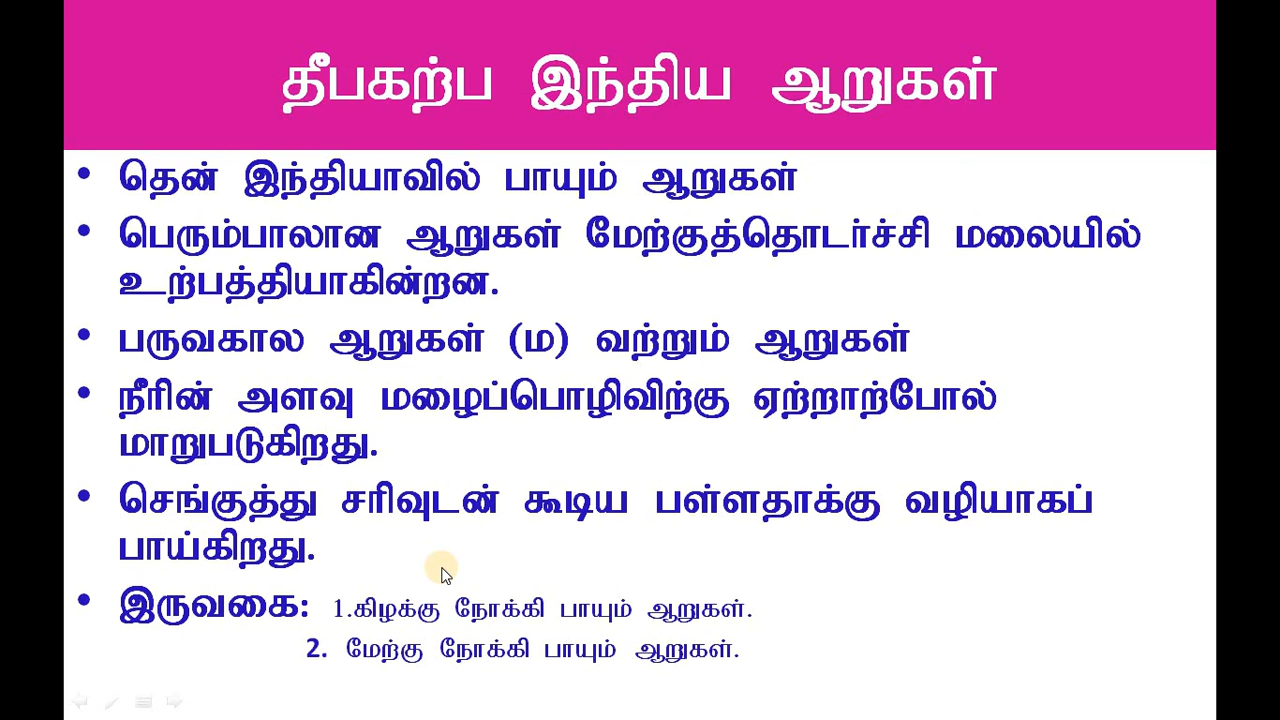 தீபகற்ப இந்திய ஆறுகள்
• தென் இந்தியாவில் பாயும் ஆறுகள்
• பெரும்பாலான ஆறுகள் மேற்குத்தொடர்ச்சி மலையில்
உற்பத்தியாகின்றன.
• பருவகால ஆறுகள் (ம) வற்றும் ஆறுகள்
• நீரின் அளவு மழைப்பொழிவிற்கு ஏற்றாற்போல்
மாறுபடுகிறது.
• செங்குத்து சரிவுடன் கூடிய பள்ளதாக்கு வழியாகப்
பாய்கிறது.
• இருவகை: 1.கிழக்கு நோக்கி பாயும் ஆறுகள்.
2. மேற்கு நோக்கி பாயும் ஆறுகள்.